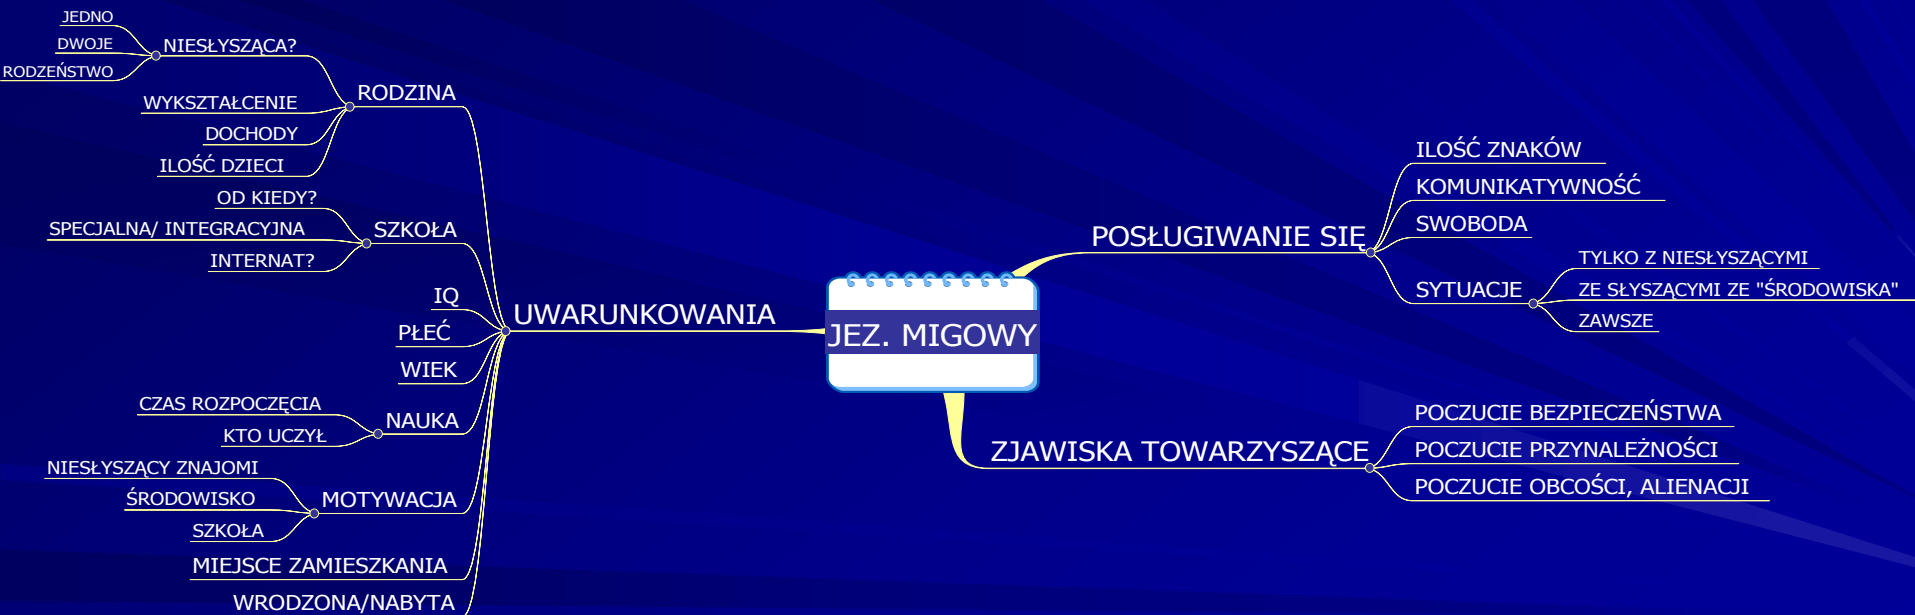 JEDNO
DWOJE
RODZEŃSTWO
NIESŁYSZĄCA?
WYKSZTAŁCENIE
DOCHODY
ILOŚĆ DZIECI
RODZINA
OD KIEDY?
SPECJALNA/ INTEGRACYJNA
INTERNAT?
SZKOŁA
IQ
PŁEĆ
WIEK
CZAS ROZPOCZĘCIA
KTO UCZYŁ
NAUKA
NIESŁYSZĄCY ZNAJOMI
ŚRODOWISKO
SZKOŁA
MOTYWACJA
MIEJSCE ZAMIESZKANIA
WRODZONA/NABYTA
UWARUNKOWANIA
JEZ. MIGOWY
POSŁUGIWANIE SIĘ
ILOŚĆ ZNAKÓW
KOMUNIKATYWNOŚĆ
SWOBODA
SYTUACJE
TYLKO Z NIESŁYSZĄCYMI
ZE SŁYSZĄCYMI ZE "ŚRODOWISKA"
ZAWSZE
ZJAWISKA TOWARZYSZĄCE
POCZUCIE BEZPIECZEŃSTWA
POCZUCIE PRZYNALEŻNOŚCI
POCZUCIE OBCOŚCI, ALIENACJI